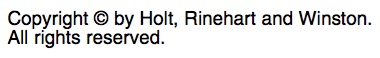 Copyright © by Holt, Rinehart and Winston.
All rights reserved.